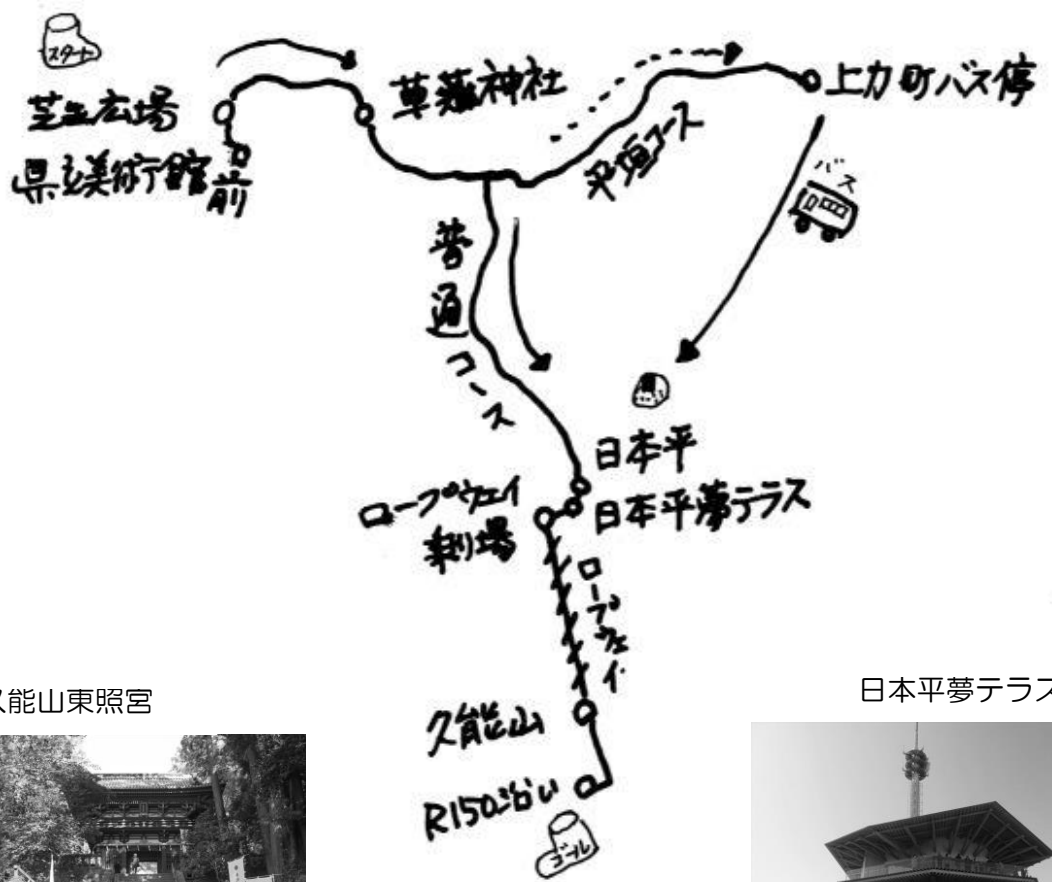 スタート
芝生広場
県立美術館前
草薙神社
平坦コース
上力町バス停
バス
普通コース
日本平
日本平夢テラス
ロープウェイ
乗り場
ロープウェイ
久能山
R150沿い
ゴール
久能山東照宮
日本平夢テラス